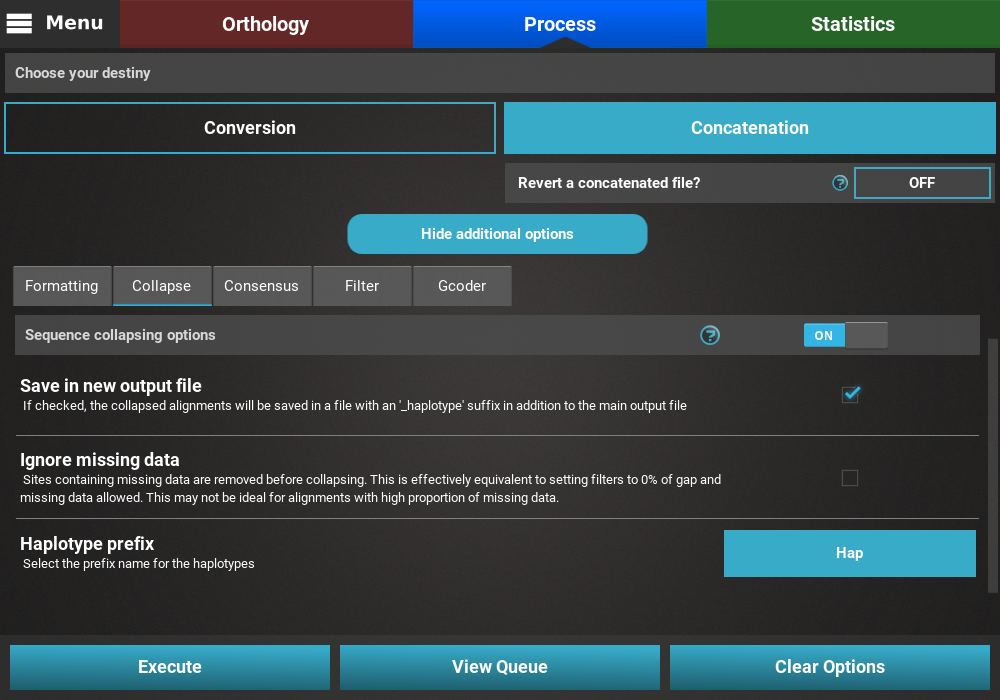 Menu
Orthology
Process
Statistics
Choose your destiny
Conversion
Concatenation
Revert a concatenated file?
?
OFF
Hide additional options
Formatting
Collapse
Consensus
Filter
Gcoder
Sequence collapsing options
?
ON
Save in new output file
If checked, the collapsed alignments will be saved in a file with an '_haplotype' suffix in addition to the main output file
Ignore missing data
Sites containing missing data are removed before collapsing. This is effectively equivalent to setting filters to 0% of gap and
missing data allowed. This may not be ideal for alignments with high proportion of missing data.
Haplotype prefix
Select the prefix name for the haplotypes
Hap
Execute
View Queue
Clear Options